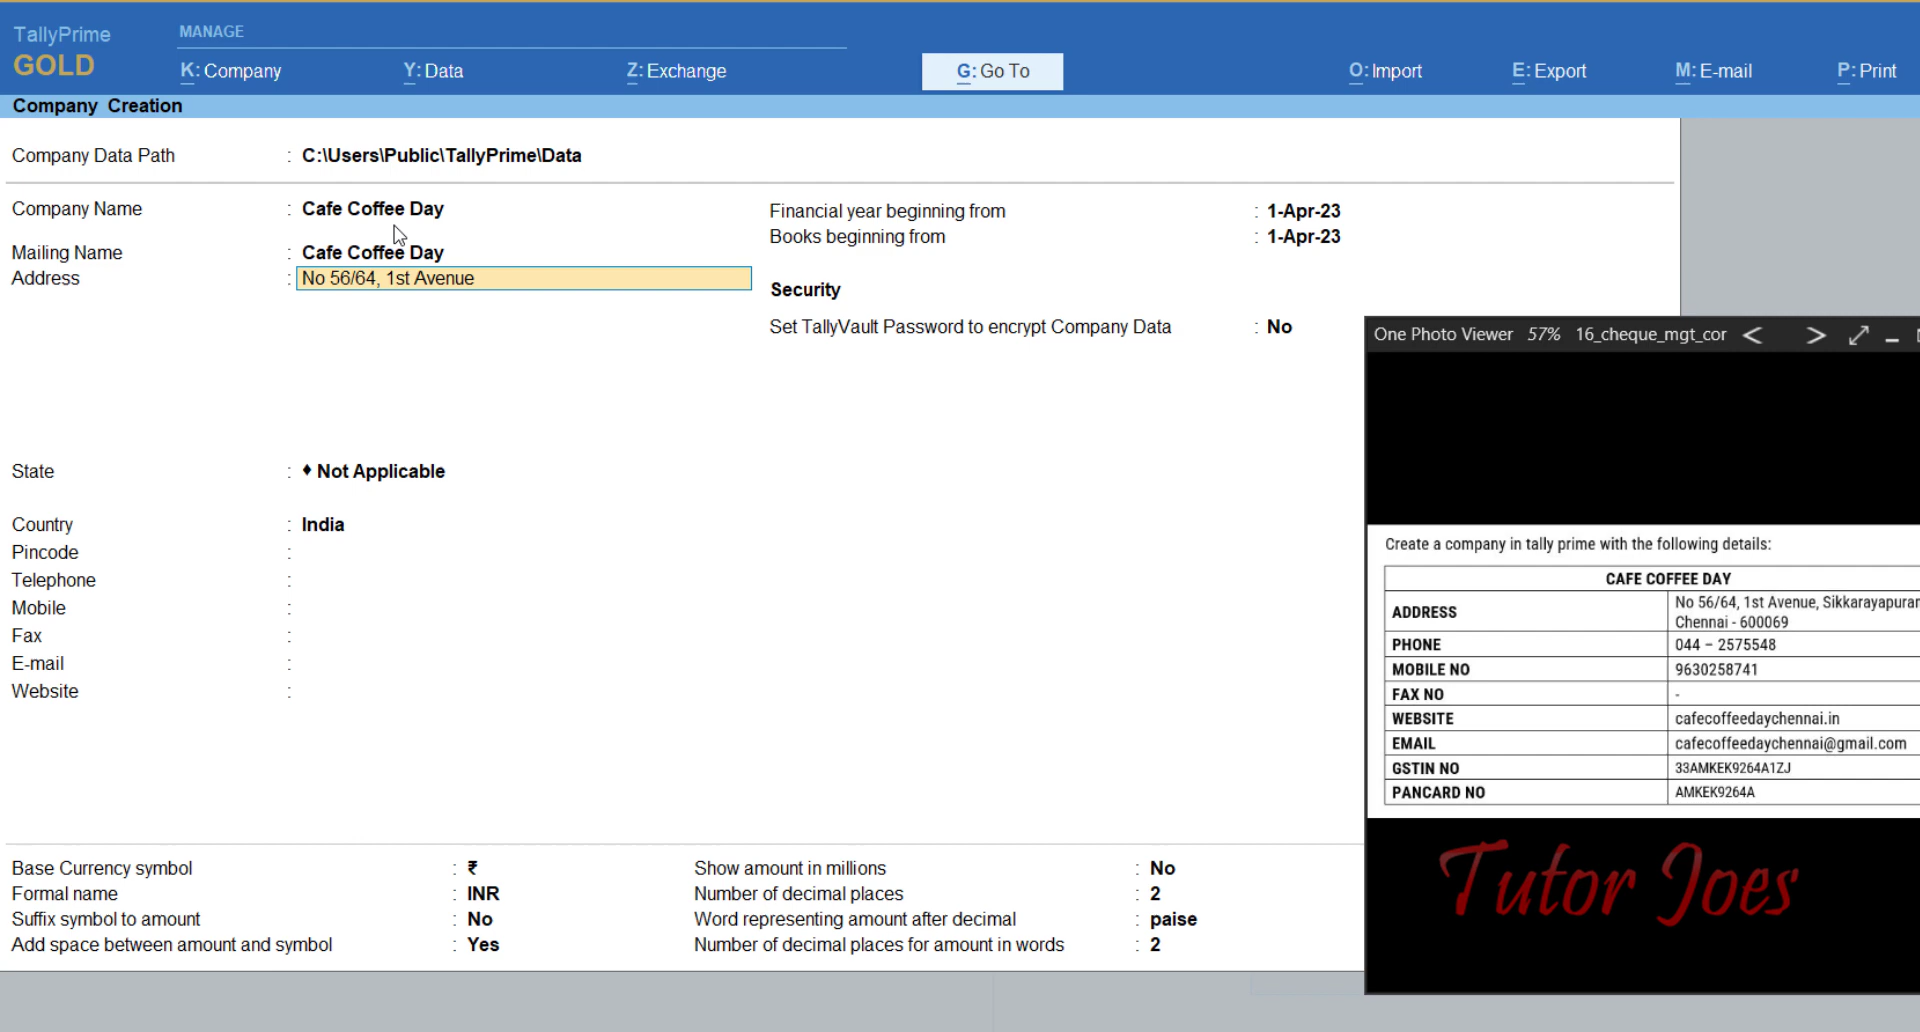 TallyPrime
GOLD
MANAGE
K: Company
Y: Data
Z: Exchange
G: Go To
O: Import
E: Export
M: E-mail
P: Print
Company Creation
Company Data Path : C:\Users\Public\TallyPrime\Data
Company Name : Cafe Coffee Day
Mailing Name : Cafe Coffee Day
Address : No 56/64, 1st Avenue
Financial year beginning from : 1-Apr-23
Books beginning from : 1-Apr-23
Security
Set TallyVault Password to encrypt Company Data : No
State : ♦ Not Applicable
Country : India
Pincode :
Telephone :
Mobile :
Fax :
E-mail :
Website :
Base Currency symbol : ₹
Formal name : INR
Suffix symbol to amount : No
Add space between amount and symbol : Yes
Show amount in millions : No
Number of decimal places : 2
Word representing amount after decimal : paise
Number of decimal places for amount in words : 2
One Photo Viewer 57% 16_cheque_mgt_cor
Create a company in tally prime with the following details:
CAFE COFFEE DAY
ADDRESS No 56/64, 1st Avenue,
Chennai - 600069
PHONE 044 – 2575548
MOBILE NO 9630258741
FAX NO -
WEBSITE cafecoffeedaychennai.in
EMAIL cafecoffeedaychennai@gmail.com
GSTIN NO 33AMKEK9264A1ZJ
PANCARD NO AMKEK9264A
Tutor Joes